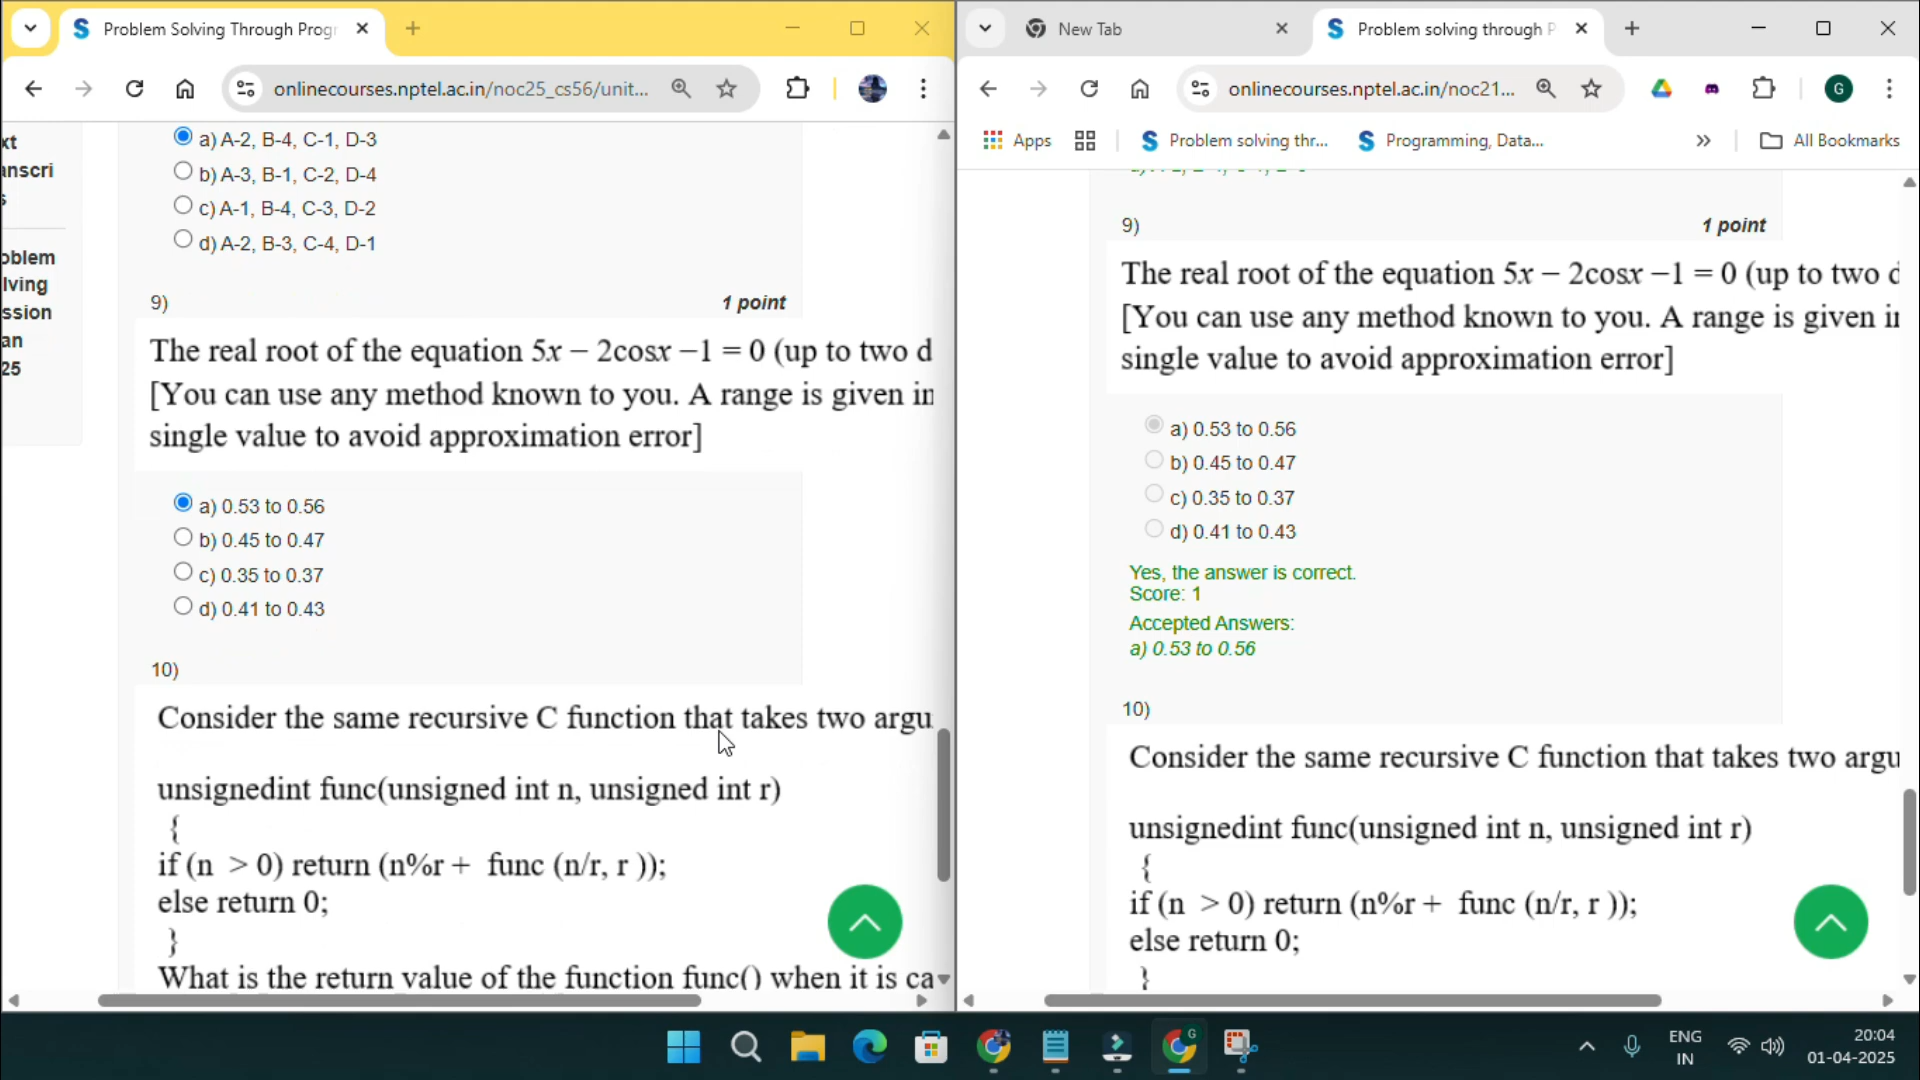 Problem Solving Through Progr
onlinecourses.nptel.ac.in/noc25_cs56/unit...
xt
anscri
s
oblem
lving
ssion
an
25
a) A-2, B-4, C-1, D-3
b) A-3, B-1, C-2, D-4
c) A-1, B-4, C-3, D-2
d) A-2, B-3, C-4, D-1
9)
1 point
The real root of the equation 5x – 2cosx –1 = 0 (up to two d
[You can use any method known to you. A range is given in
single value to avoid approximation error]
a) 0.53 to 0.56
b) 0.45 to 0.47
c) 0.35 to 0.37
d) 0.41 to 0.43
10)
Consider the same recursive C function that takes two argu
unsignedint func(unsigned int n, unsigned int r)
{
if (n > 0) return (n%r + func (n/r, r ));
else return 0;
}
What is the return value of the function func() when it is ca
New Tab
Problem solving through P
onlinecourses.nptel.ac.in/noc21...
G
Apps
Problem solving thr...
Programming, Data...
All Bookmarks
9)
1 point
The real root of the equation 5x – 2cosx –1 = 0 (up to two d
[You can use any method known to you. A range is given in
single value to avoid approximation error]
a) 0.53 to 0.56
b) 0.45 to 0.47
c) 0.35 to 0.37
d) 0.41 to 0.43
Yes, the answer is correct.
Score: 1
Accepted Answers:
a) 0.53 to 0.56
10)
Consider the same recursive C function that takes two argu
unsignedint func(unsigned int n, unsigned int r)
{
if (n > 0) return (n%r + func (n/r, r ));
else return 0;
}
G
ENG
IN
20:04
01-04-2025